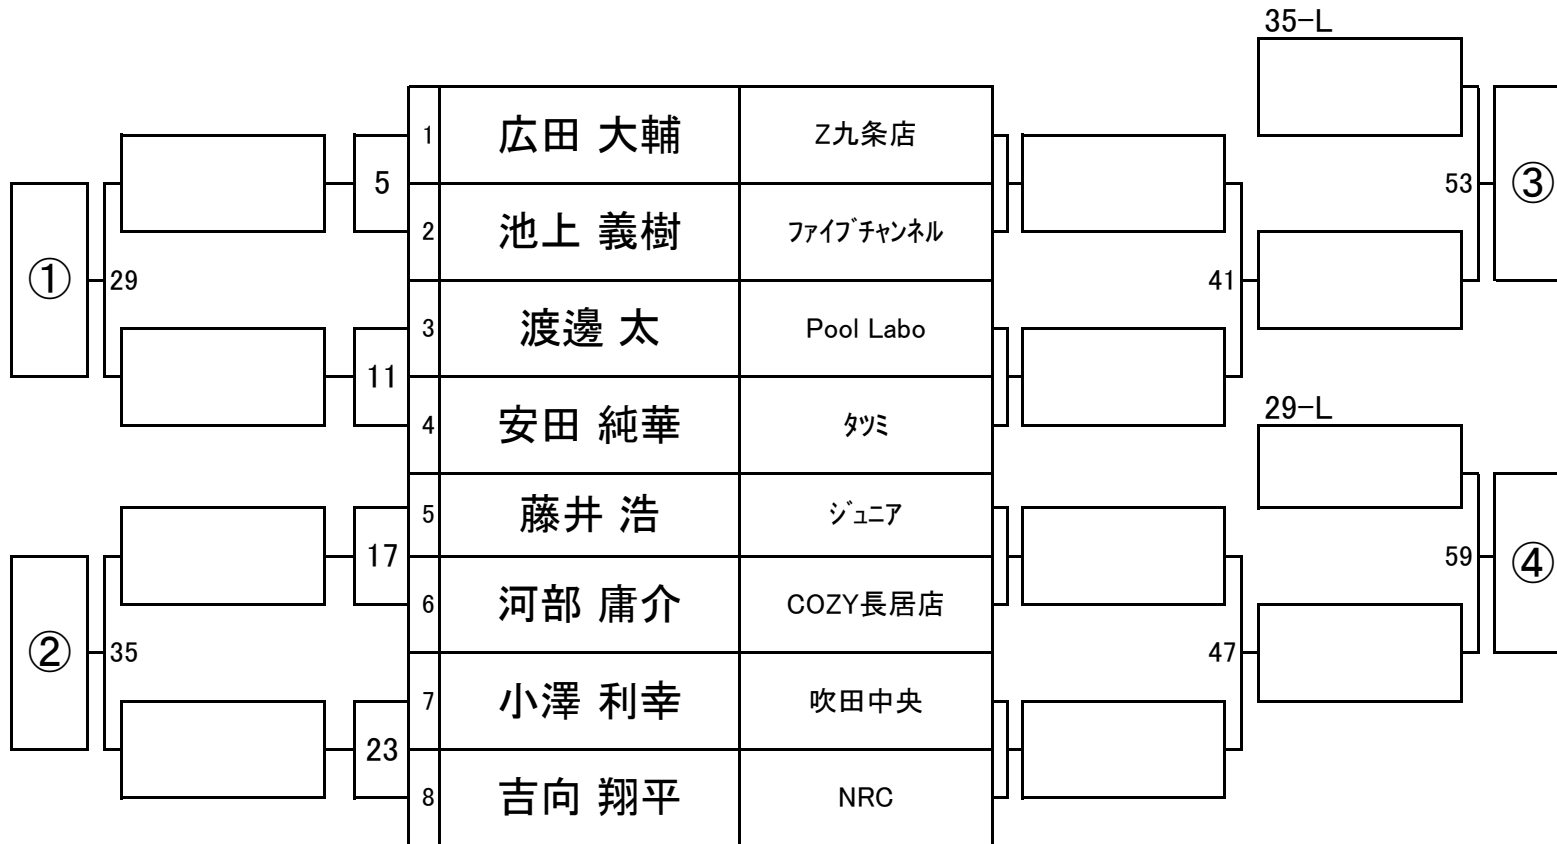 35-L
1 広田 大輔 Z九条店
5 53 ③
2 池上 義樹 ファイブチャンネル
① 29 41
3 渡邊 太 Pool Labo
11
29-L
4 安田 純華 タツミ
5 藤井 浩 ジュニア
17 59 ④
6 河部 庸介 COZY長居店
② 35 47
7 小澤 利幸 吹田中央
23
8 吉向 翔平 NRC